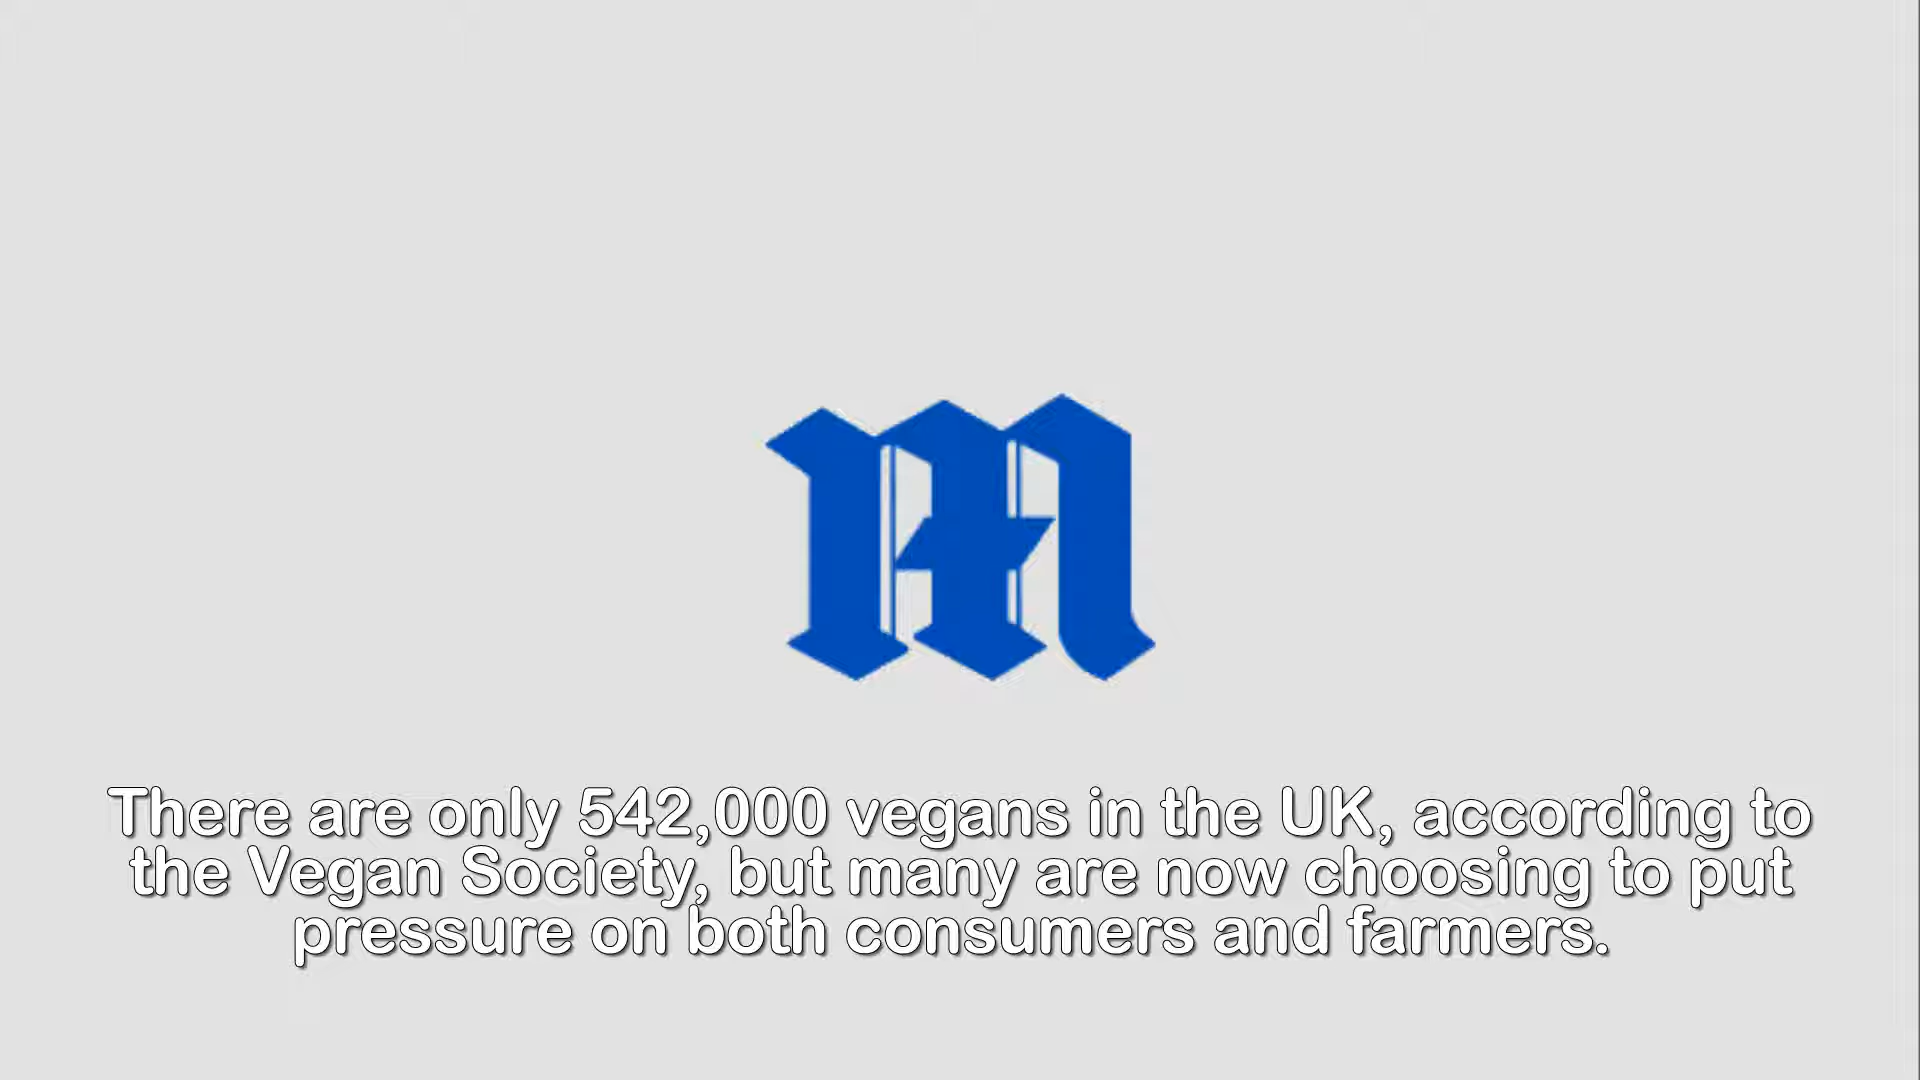 There are only 542,000 vegans in the UK, according to
the Vegan Society, but many are now choosing to put
pressure on both consumers and farmers.